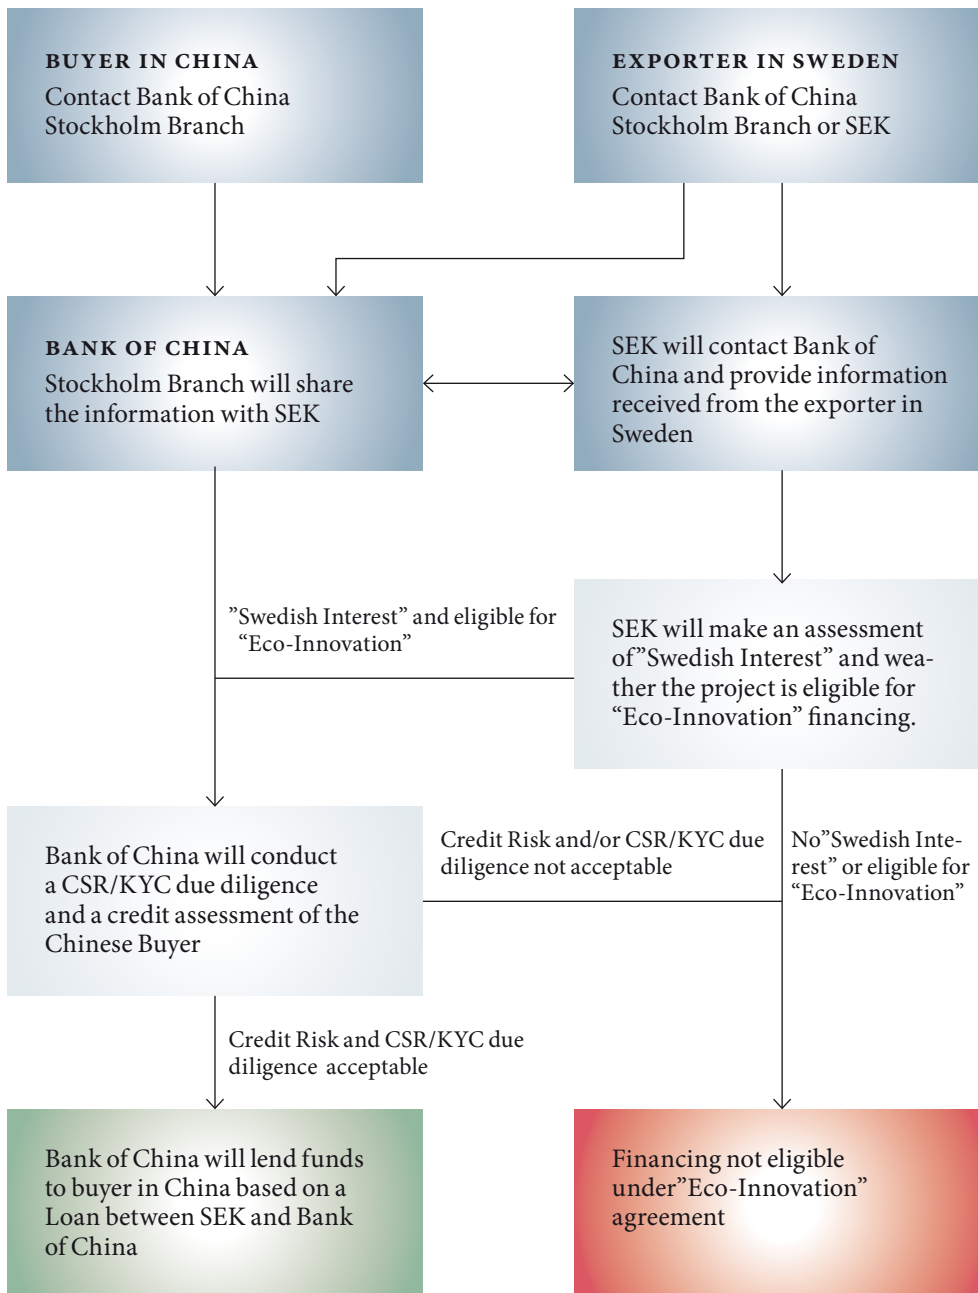 BUYER IN CHINA
Contact Bank of China
Stockholm Branch
EXPORTER IN SWEDEN
Contact Bank of China
Stockholm Branch or SEK
BANK OF CHINA
Stockholm Branch will share
the information with SEK
SEK will contact Bank of
China and provide information
received from the exporter in
Sweden
”Swedish Interest” and eligible for
“Eco-Innovation”
SEK will make an assessment
of”Swedish Interest” and wea-
ther the project is eligible for
“Eco-Innovation” financing.
Bank of China will conduct
a CSR/KYC due diligence
and a credit assessment of the
Chinese Buyer
Credit Risk and/or CSR/KYC due
diligence not acceptable
No”Swedish Inte-
rest” or eligible for
“Eco-Innovation”
Credit Risk and CSR/KYC due
diligence acceptable
Bank of China will lend funds
to buyer in China based on a
Loan between SEK and Bank
of China
Financing not eligible
under”Eco-Innovation”
agreement